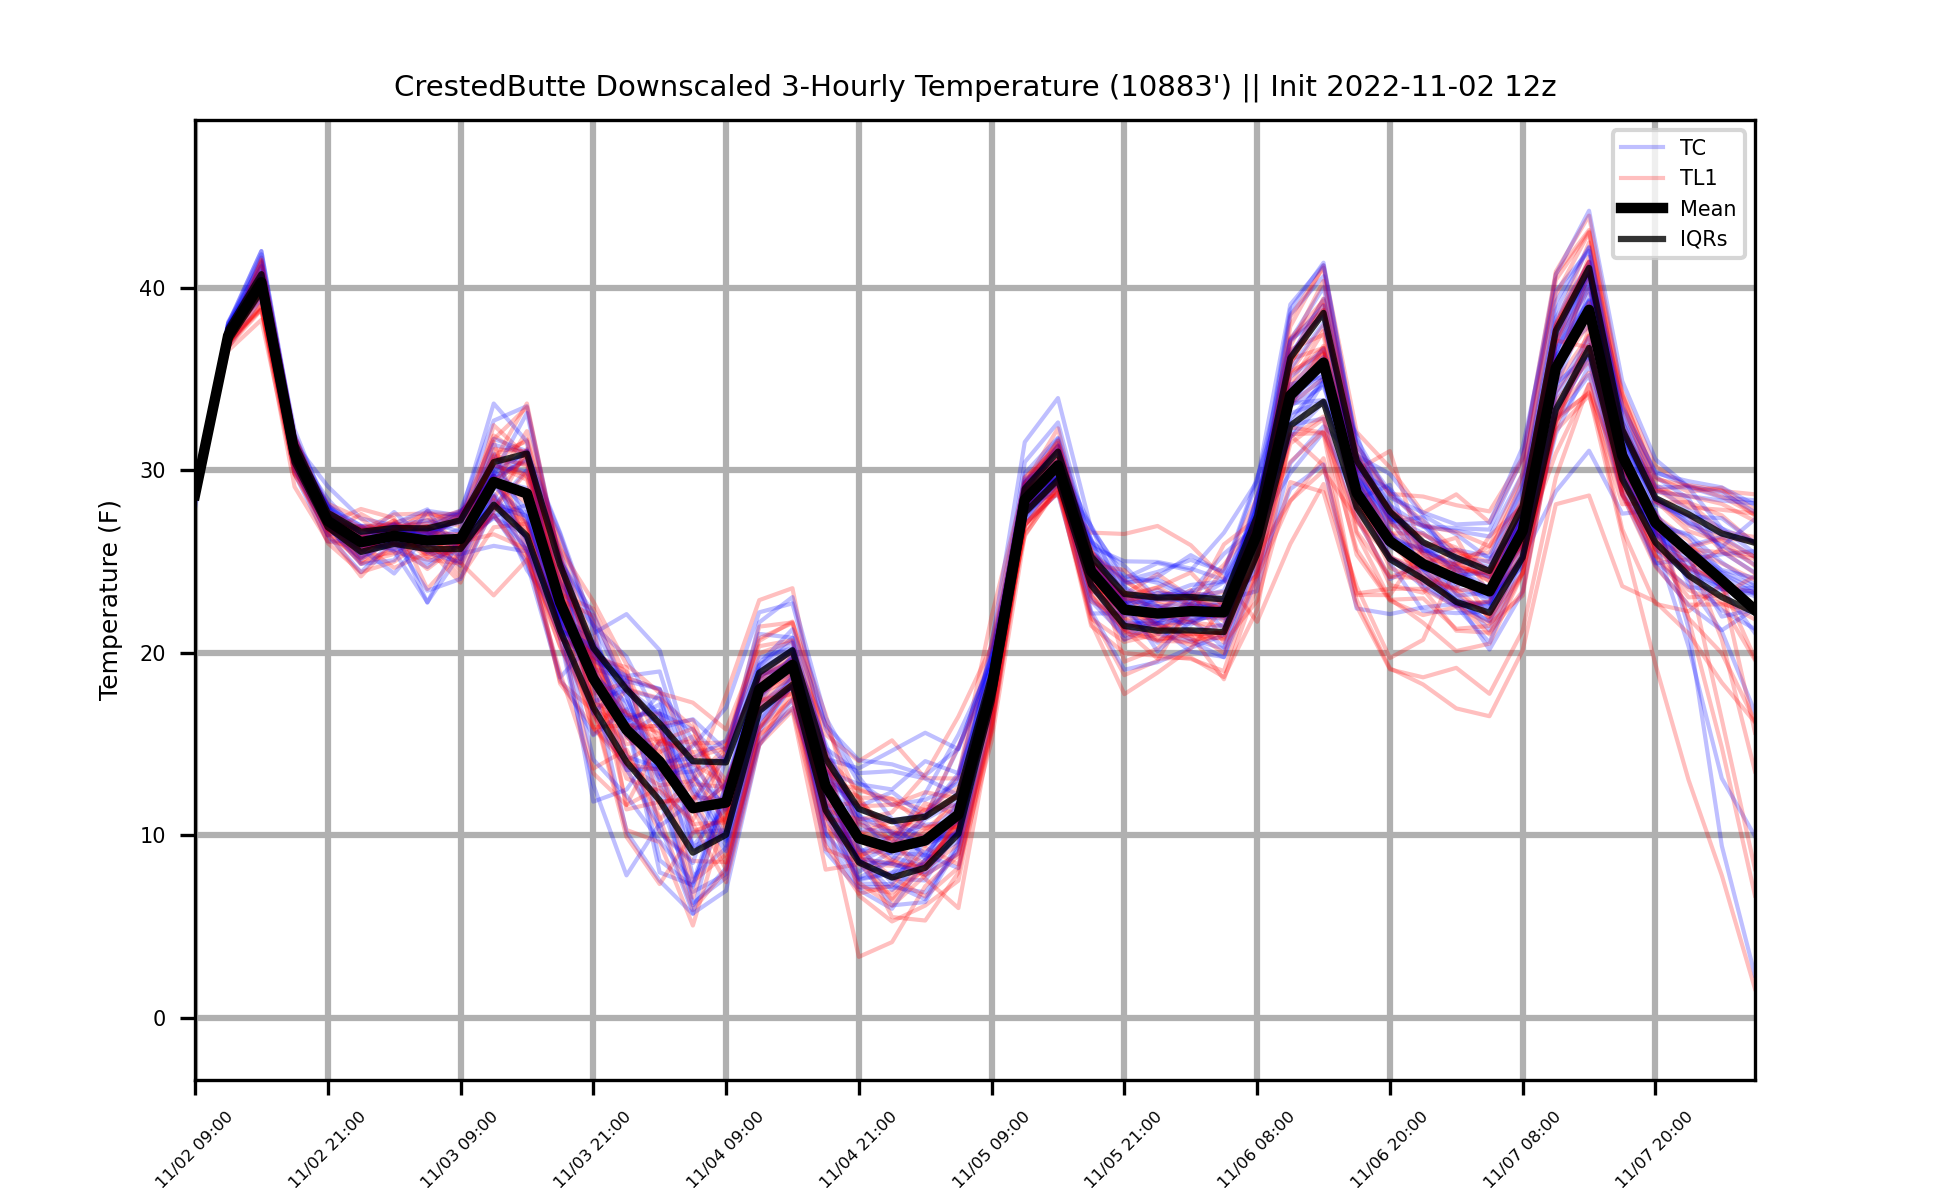 CrestedButte Downscaled 3-Hourly Temperature (10883') || Init 2022-11-02 12z
TC
TL1
Mean
IQRs
Temperature (F)
40
30
20
10
0
11/02 09:00
11/02 21:00
11/03 09:00
11/03 21:00
11/04 09:00
11/04 21:00
11/05 09:00
11/05 21:00
11/06 08:00
11/06 20:00
11/07 08:00
11/07 20:00